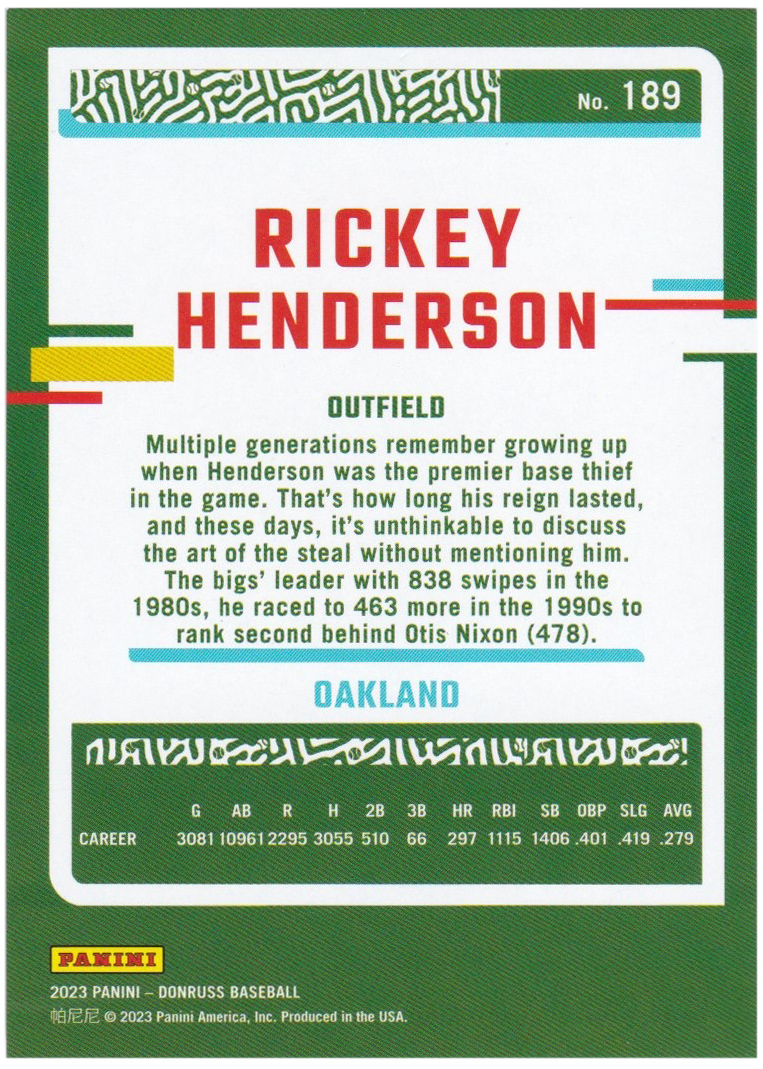 No. 189
RICKEY
HENDERSON
OUTFIELD
Multiple generations remember growing up
when Henderson was the premier base thief
in the game. That's how long his reign lasted,
and these days, it's unthinkable to discuss
the art of the steal without mentioning him.
The bigs' leader with 838 swipes in the
1980s, he raced to 463 more in the 1990s to
rank second behind Otis Nixon (478).
OAKLAND
G AB R H 2B 3B HR RBI SB OBP SLG AVG
CAREER 3081 10961 2295 3055 510 66 297 1115 1406 .401 .419 .279
PANINI
2023 PANINI – DONRUSS BASEBALL
帕尼尼 © 2023 Panini America, Inc. Produced in the USA.